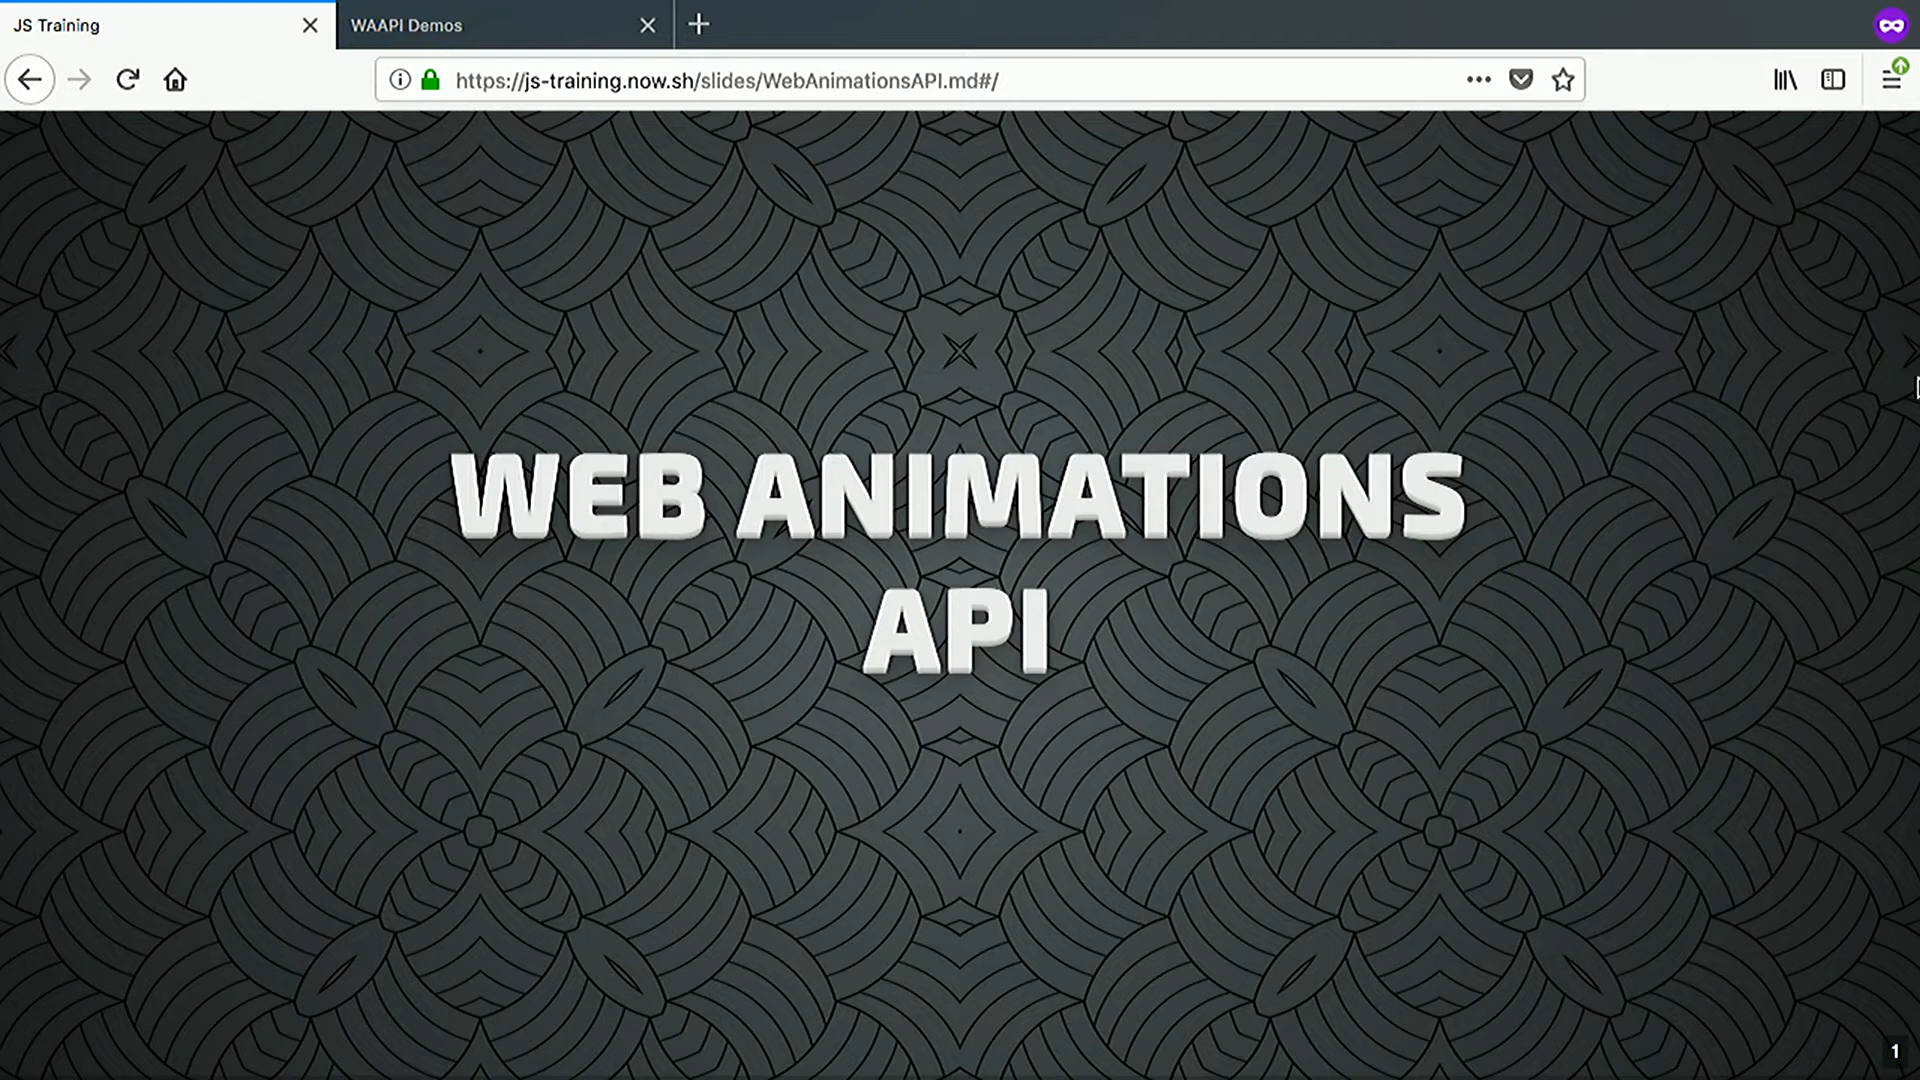 JS Training
WAAPI Demos
https://js-training.now.sh/slides/WebAnimationsAPI.md#/
WEB ANIMATIONS
API
1